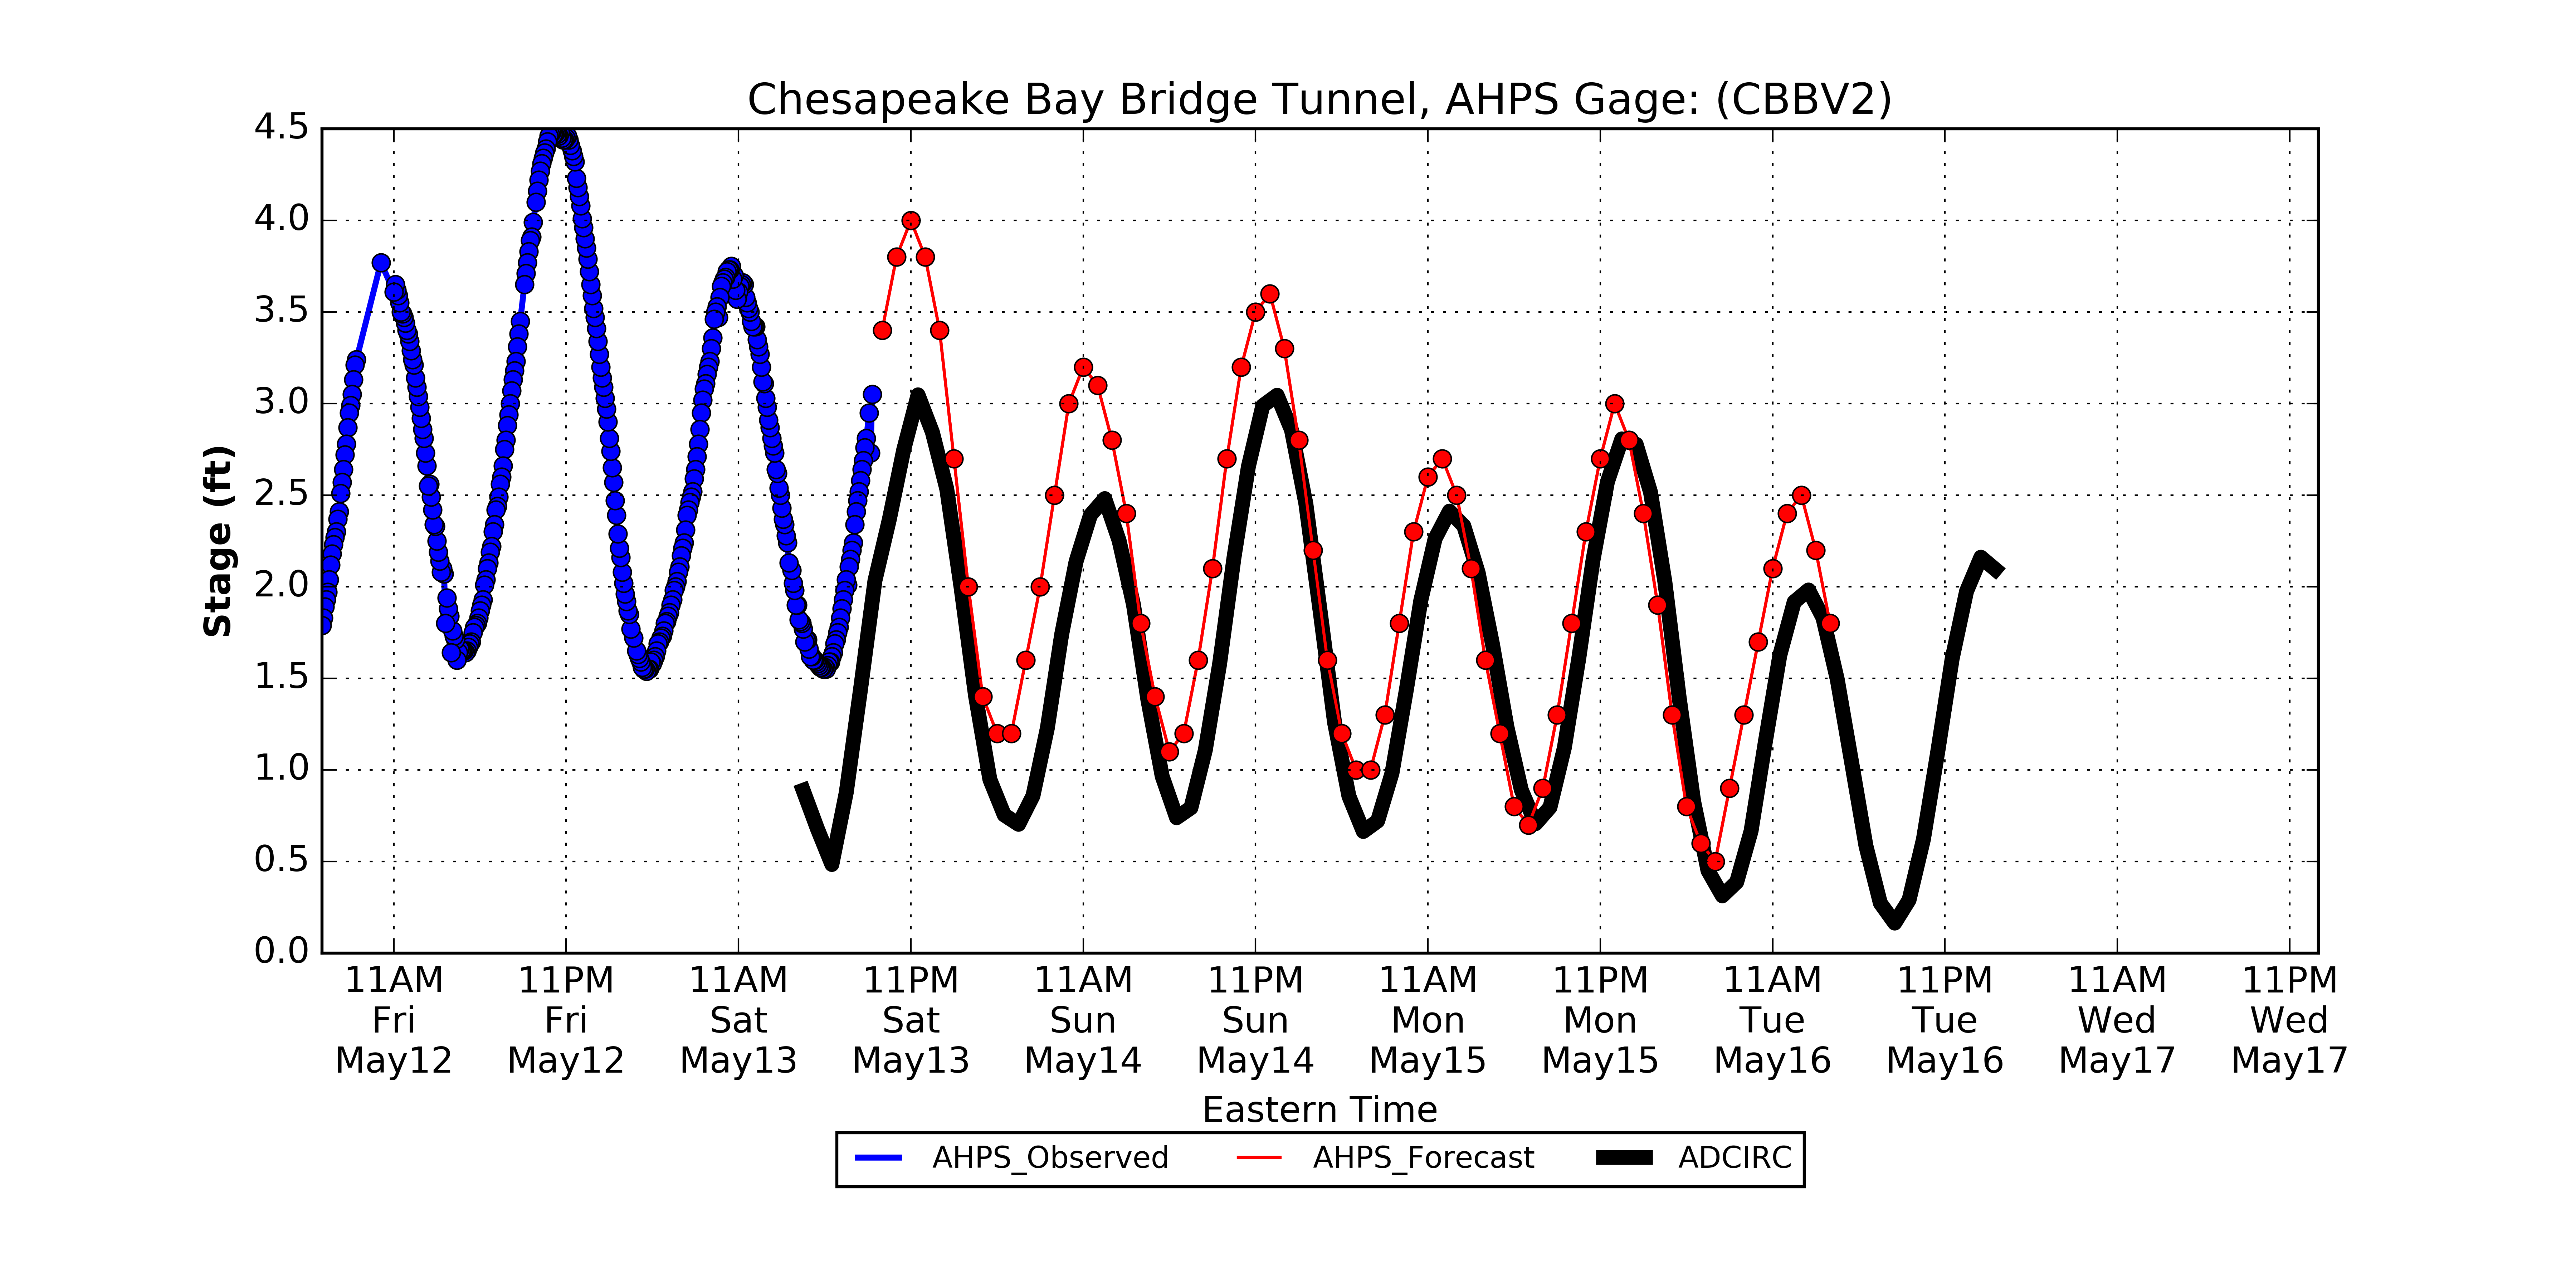 Chesapeake Bay Bridge Tunnel, AHPS Gage: (CBBV2)
4.5
4.0
3.5
3.0
2.5
2.0
1.5
1.0
0.5
0.0
Stage (ft)
11AM 11PM 11AM 11PM 11AM 11PM 11AM 11PM 11AM 11PM 11AM 11PM
Fri Fri Sat Sat Sun Sun Mon Mon Tue Tue Wed Wed
May12 May12 May13 May13 May14 May14 May15 May15 May16 May16 May17 May17
Eastern Time
AHPS_Observed AHPS_Forecast ADCIRC